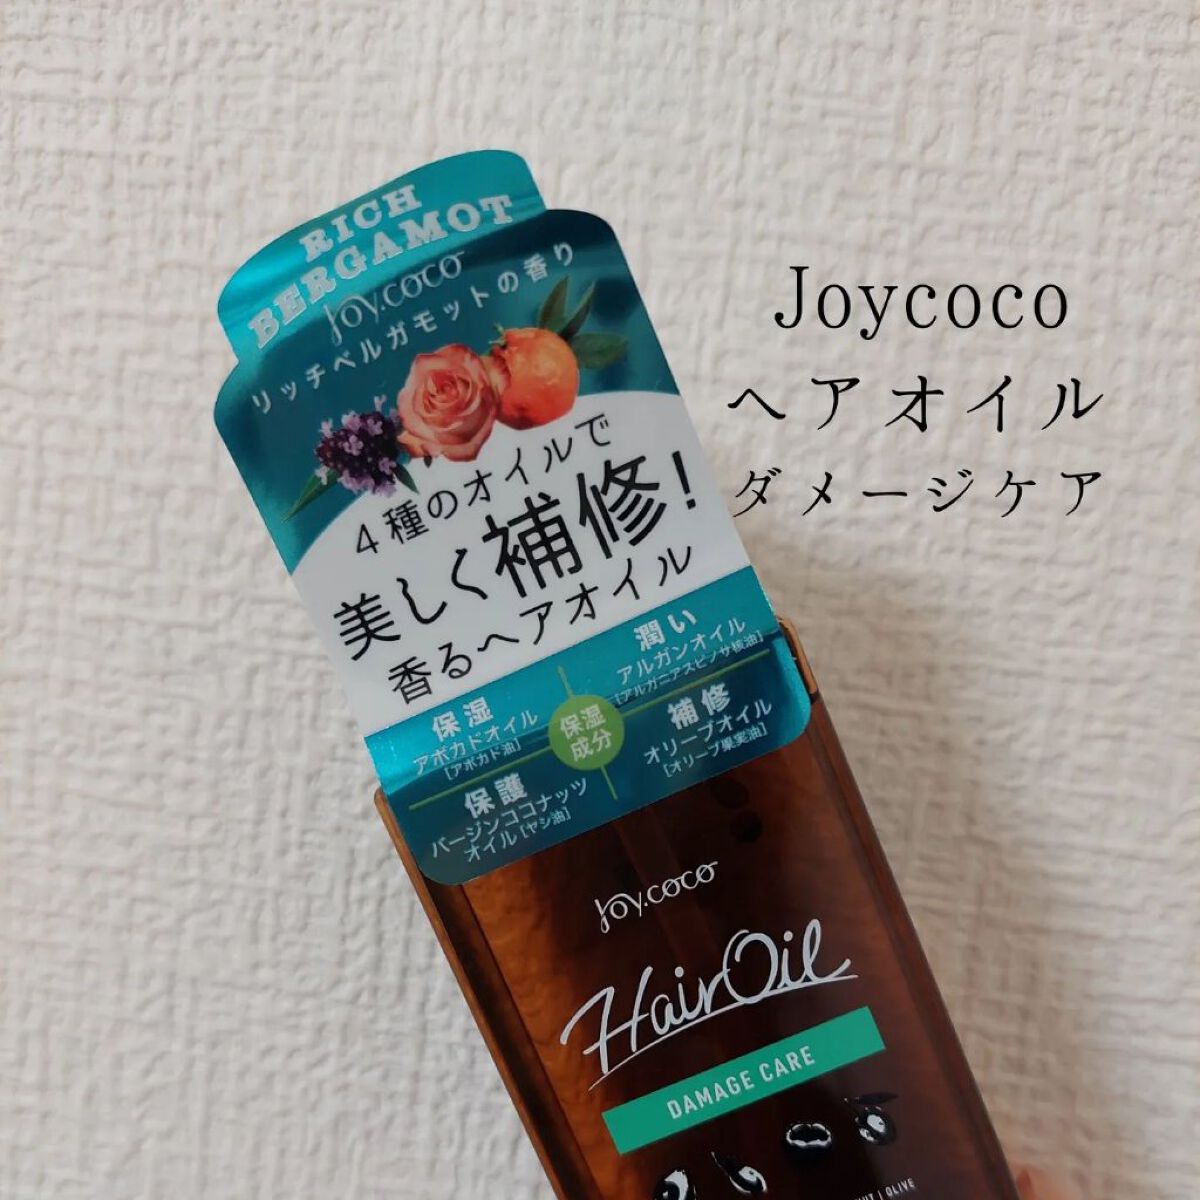 RICH
BERGAMOT
Joy.coco
リッチベルガモットの香り
4種のオイルで
美しく補修!
香るヘアオイル
保湿
アボカドオイル
[アボカド油]
潤い
アルガンオイル
[アルガニアスピノサ核油]
保湿
成分
保護
バージンココナッツ
オイル[ヤシ油]
補修
オリーブオイル
[オリーブ果実油]
Joy.coco
Hair Oil
DAMAGE CARE
OLIVE
Joycoco
ヘアオイル
ダメージケア